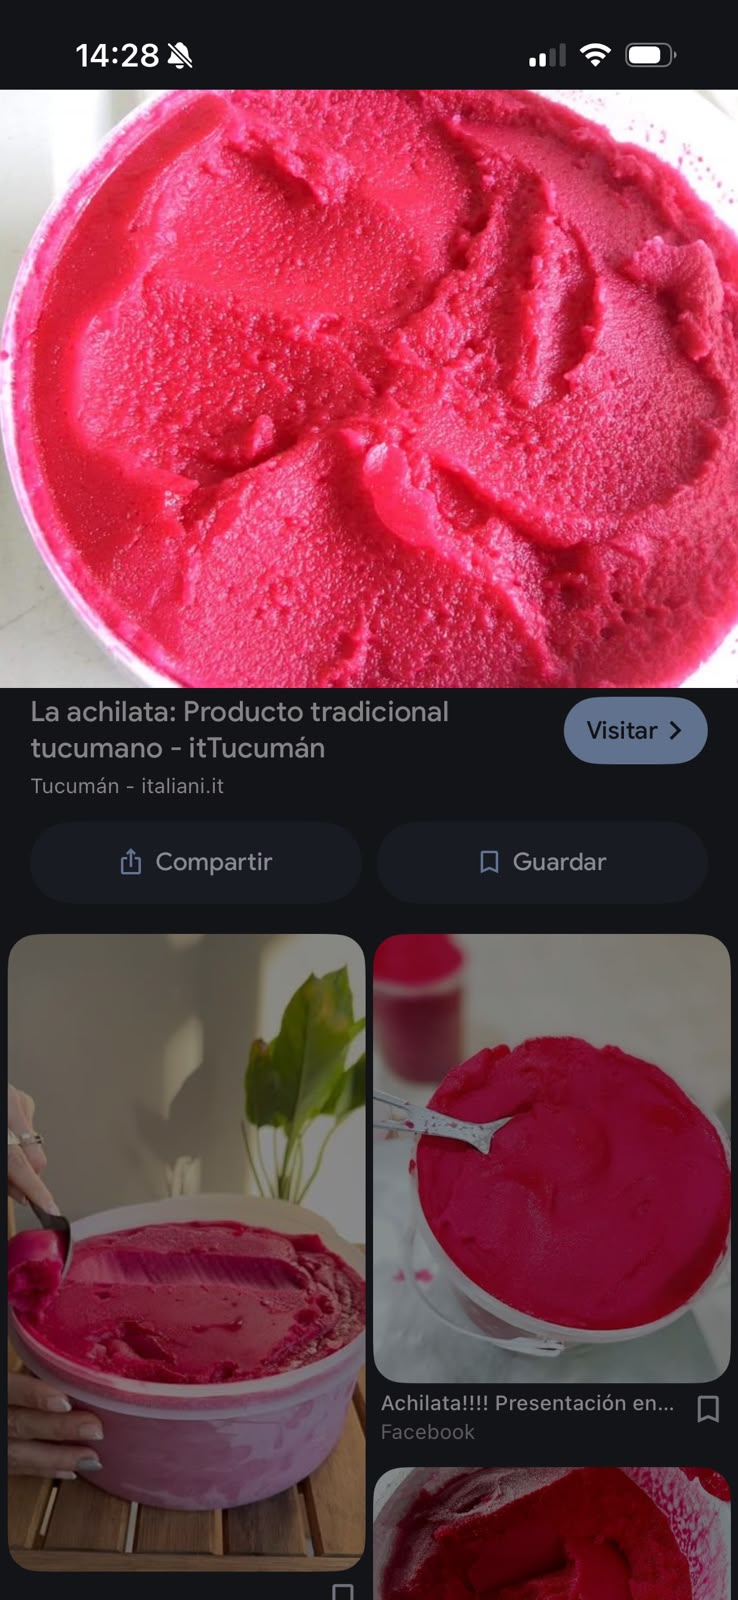 14:28
La achilata: Producto tradicional
tucumano - itTucumán
Visitar
Tucumán - italiani.it
Compartir
Guardar
Achilata!!!! Presentación en...
Facebook